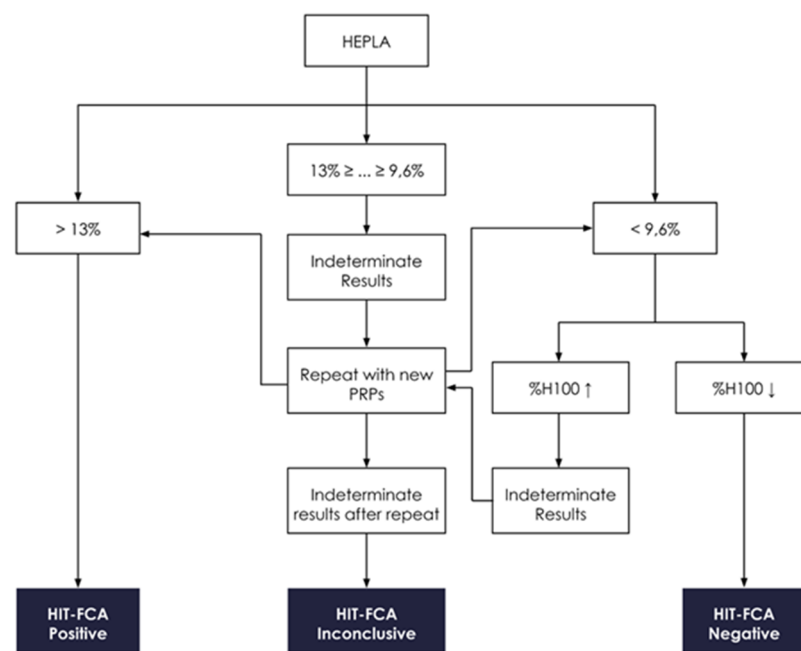 HEPLA
13% ≥ ... ≥ 9,6%
> 13%
< 9,6%
Indeterminate
Results
Repeat with new
PRPs
%H100 ↑
%H100 ↓
Indeterminate
results after repeat
Indeterminate
Results
HIT-FCA
Positive
HIT-FCA
Inconclusive
HIT-FCA
Negative